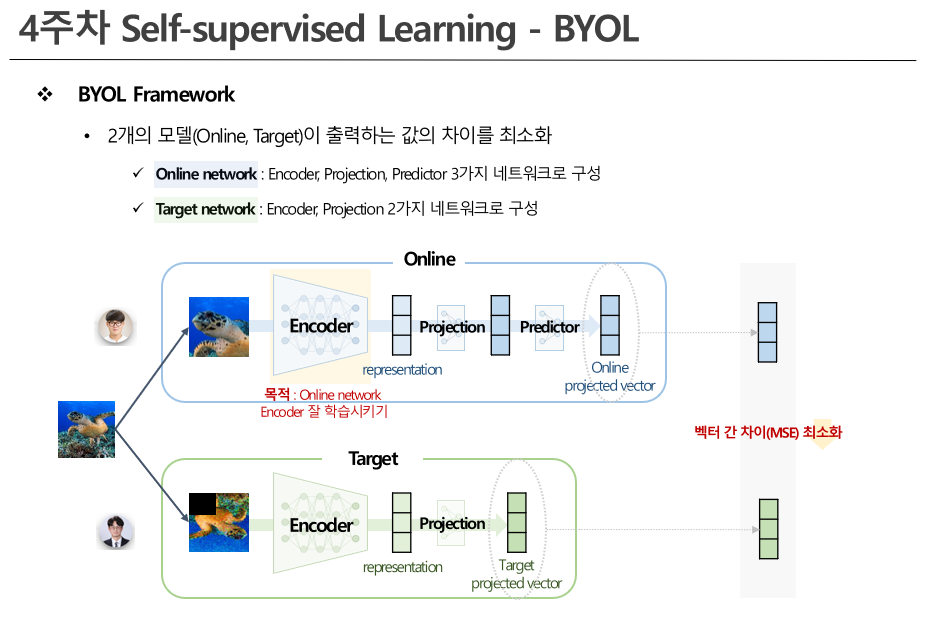 4주차 Self-supervised Learning - BYOL
❖ BYOL Framework
• 2개의 모델(Online, Target)이 출력하는 값의 차이를 최소화
✓ Online network : Encoder, Projection, Predictor 3가지 네트워크로 구성
✓ Target network : Encoder, Projection 2가지 네트워크로 구성
Online
Encoder
Projection
Predictor
representation
Online
projected vector
목적 : Online network
Encoder 잘 학습시키기
벡터 간 차이(MSE) 최소화
Target
Encoder
Projection
representation
Target
projected vector